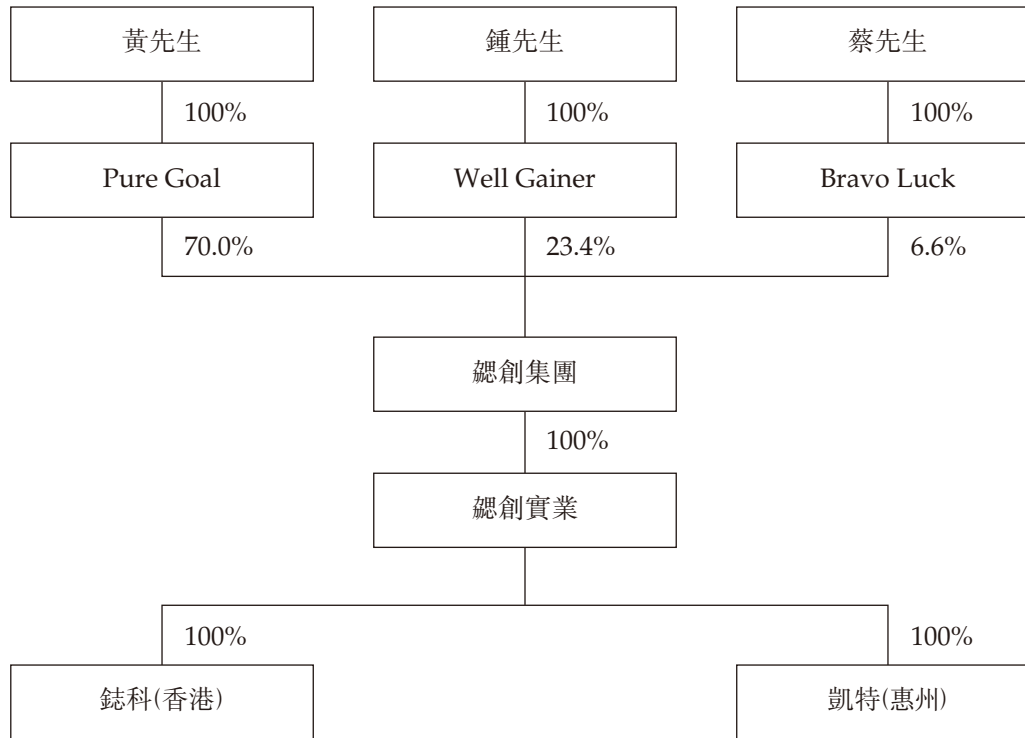 黃先生
鍾先生
蔡先生
100%
100%
100%
Pure Goal
Well Gainer
Bravo Luck
70.0%
23.4%
6.6%
勰創集團
100%
勰創實業
100%
100%
鋕科(香港)
凱特(惠州)